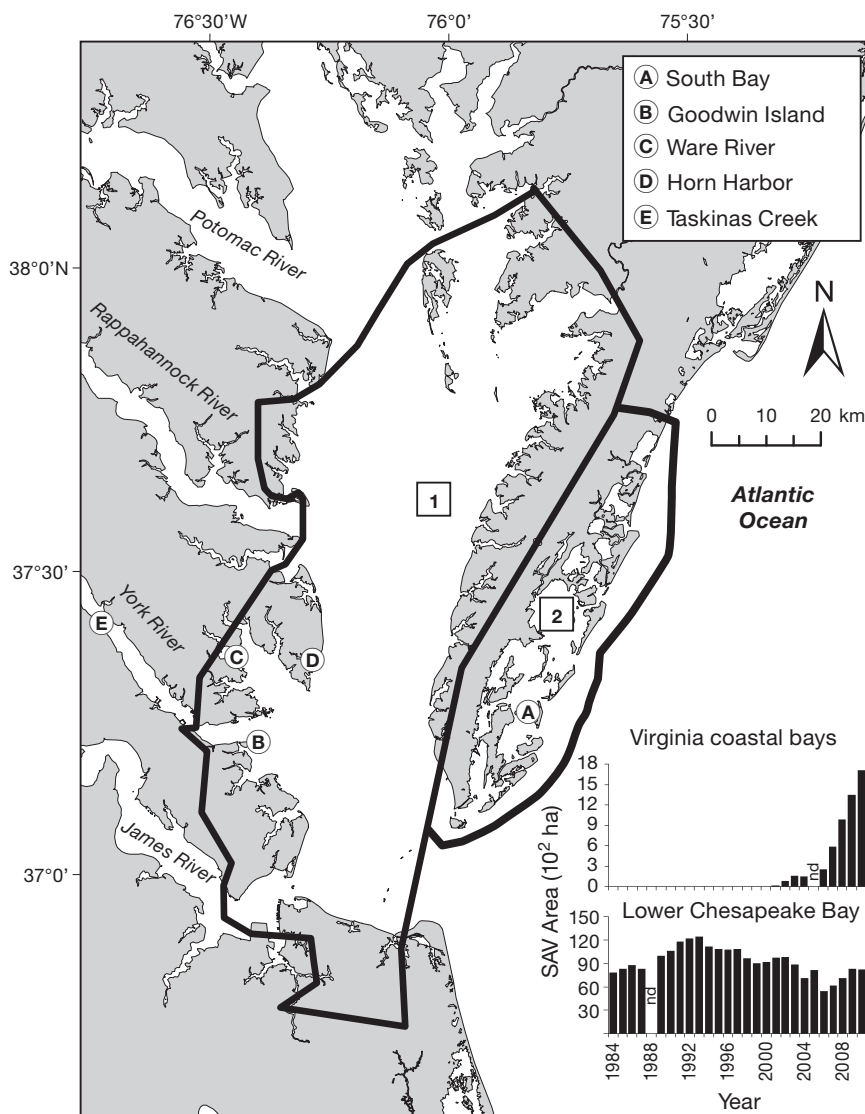 76°30'W
76°0'
75°30'
A South Bay
B Goodwin Island
C Ware River
D Horn Harbor
E Taskinas Creek
Potomac River
38°0'N
N
Rappahannock River
0 10 20 km
1
Atlantic
Ocean
37°30'
York River
2
E
C
D
A
B
Virginia coastal bays
James River
37°0'
SAV Area (10² ha)
18
15
12
9
6
3
0
nd
Lower Chesapeake Bay
150
120
90
60
30
nd
1984
1988
1992
1996
2000
2004
2008
Year